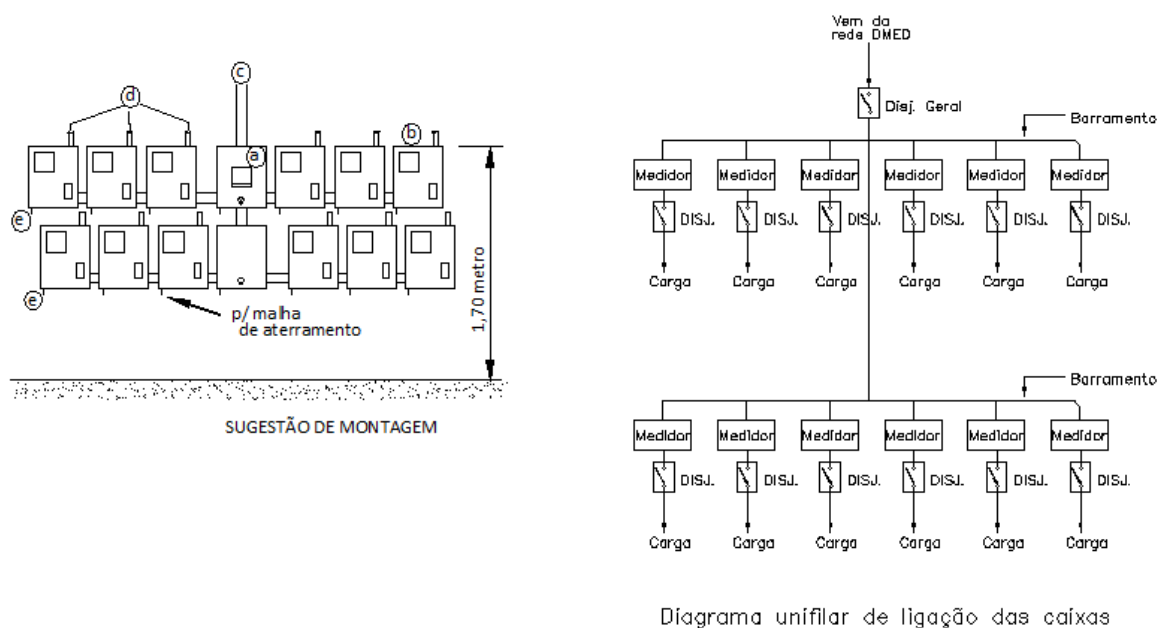 c
d
b
a
e
e
1,70 metro
p/ malha
de aterramento
SUGESTÃO DE MONTAGEM
Vem da
rede DMED
Disj. Geral
Barramento
Medidor Medidor Medidor Medidor Medidor Medidor
DISJ. DISJ. DISJ. DISJ. DISJ. DISJ.
Carga Carga Carga Carga Carga Carga
Barramento
Medidor Medidor Medidor Medidor Medidor Medidor
DISJ. DISJ. DISJ. DISJ. DISJ. DISJ.
Carga Carga Carga Carga Carga Carga
Diagrama unifilar de ligação das caixas